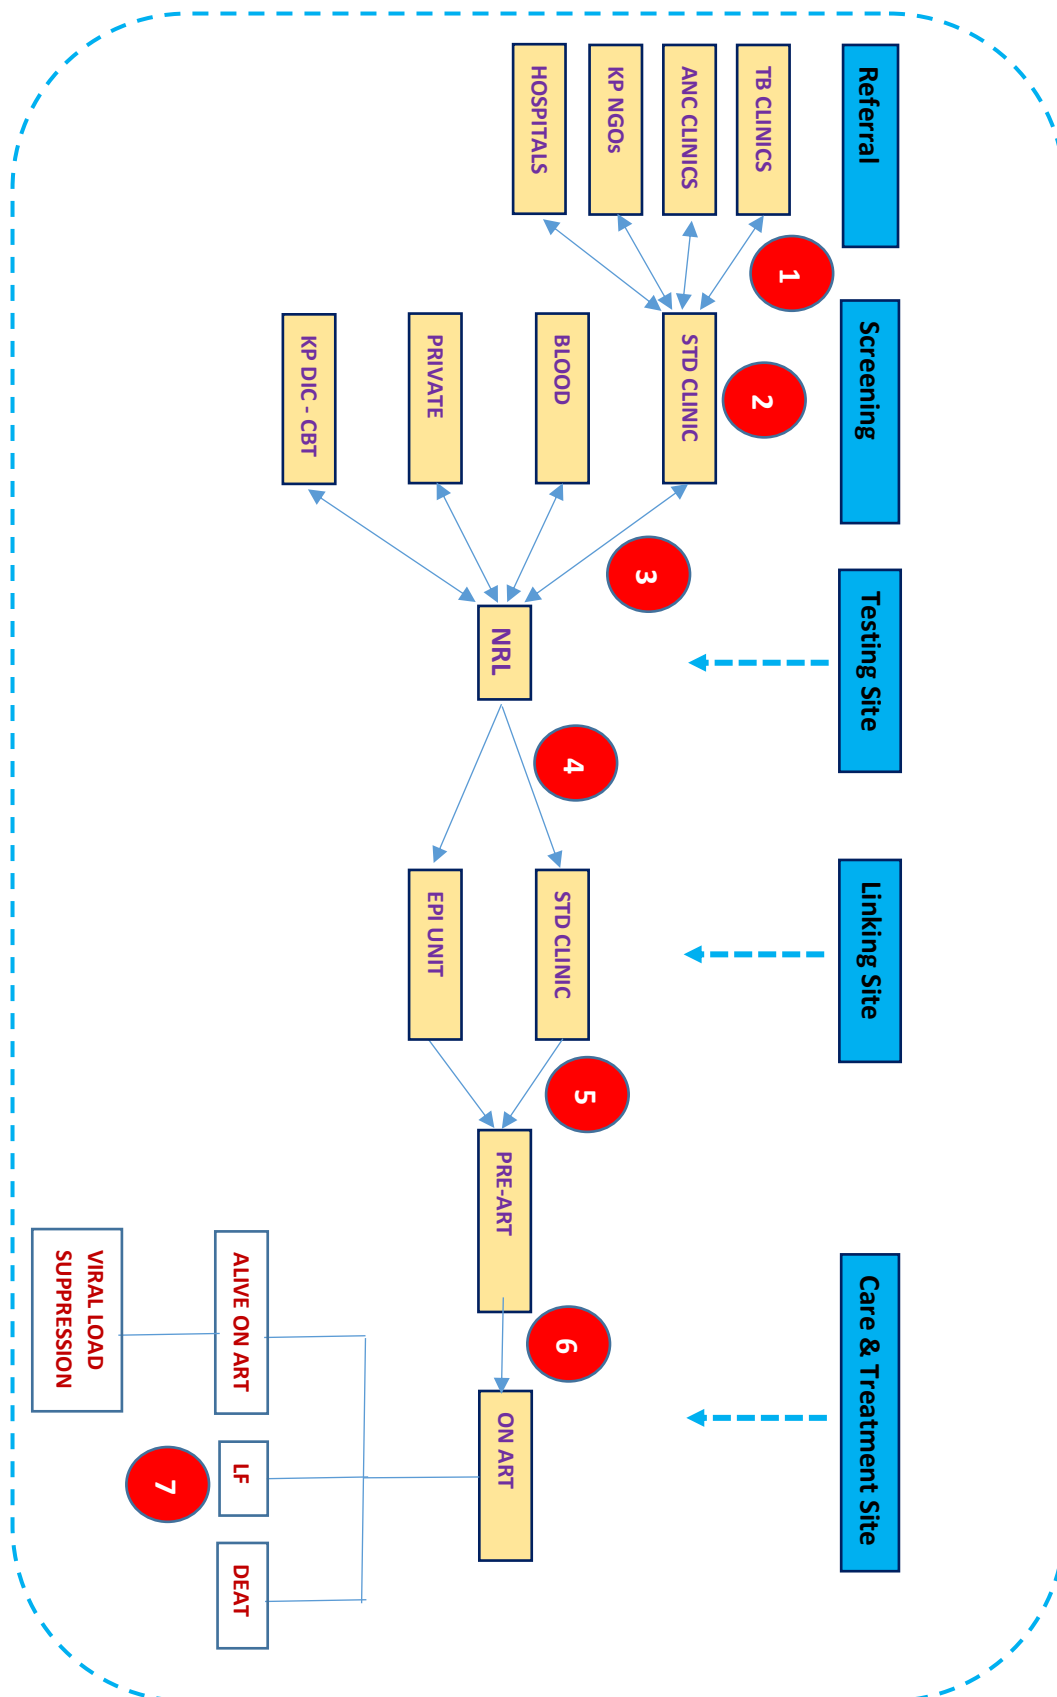 Referral
Screening
Testing Site
Linking Site
Care & Treatment Site
1
TB CLINICS
ANC CLINICS
KP NGOs
HOSPITALS
2
STD CLINIC
BLOOD
PRIVATE
KP DIC - CBT
3
NRL
4
STD CLINIC
EPI UNIT
5
PRE-ART
6
ON ART
ALIVE ON ART
LF
DEAT
7
VIRAL LOAD
SUPPRESSION